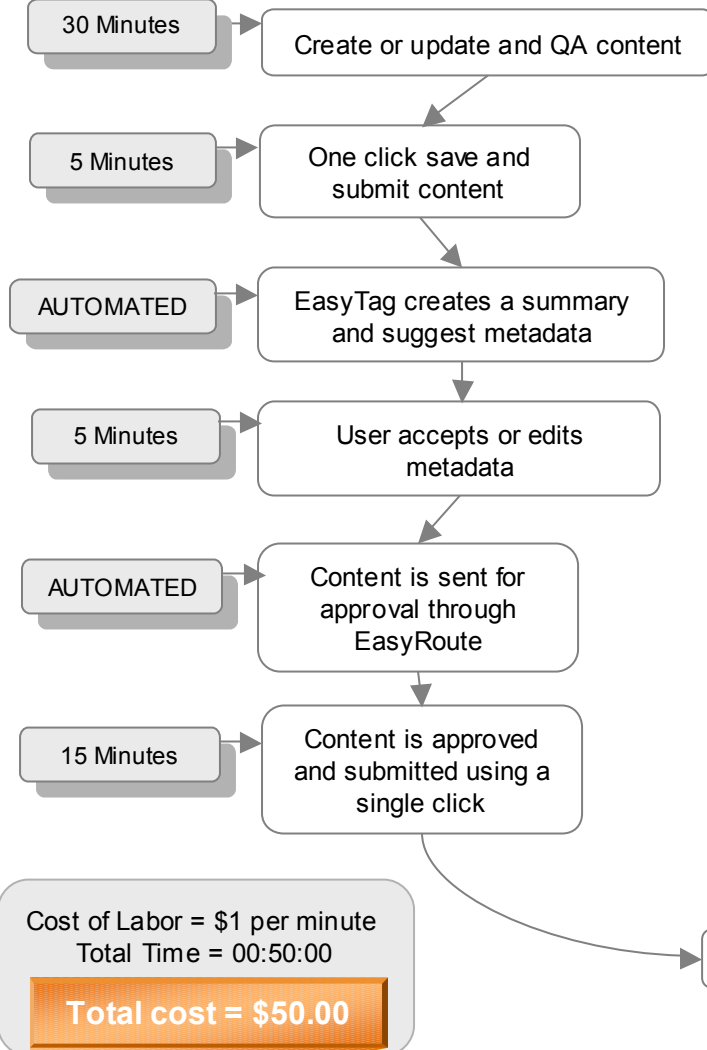 30 Minutes
Create or update and QA content
5 Minutes
One click save and
submit content
AUTOMATED
EasyTag creates a summary
and suggest metadata
5 Minutes
User accepts or edits
metadata
AUTOMATED
Content is sent for
approval through
EasyRoute
15 Minutes
Content is approved
and submitted using a
single click
Cost of Labor = $1 per minute
Total Time = 00:50:00
Total cost = $50.00